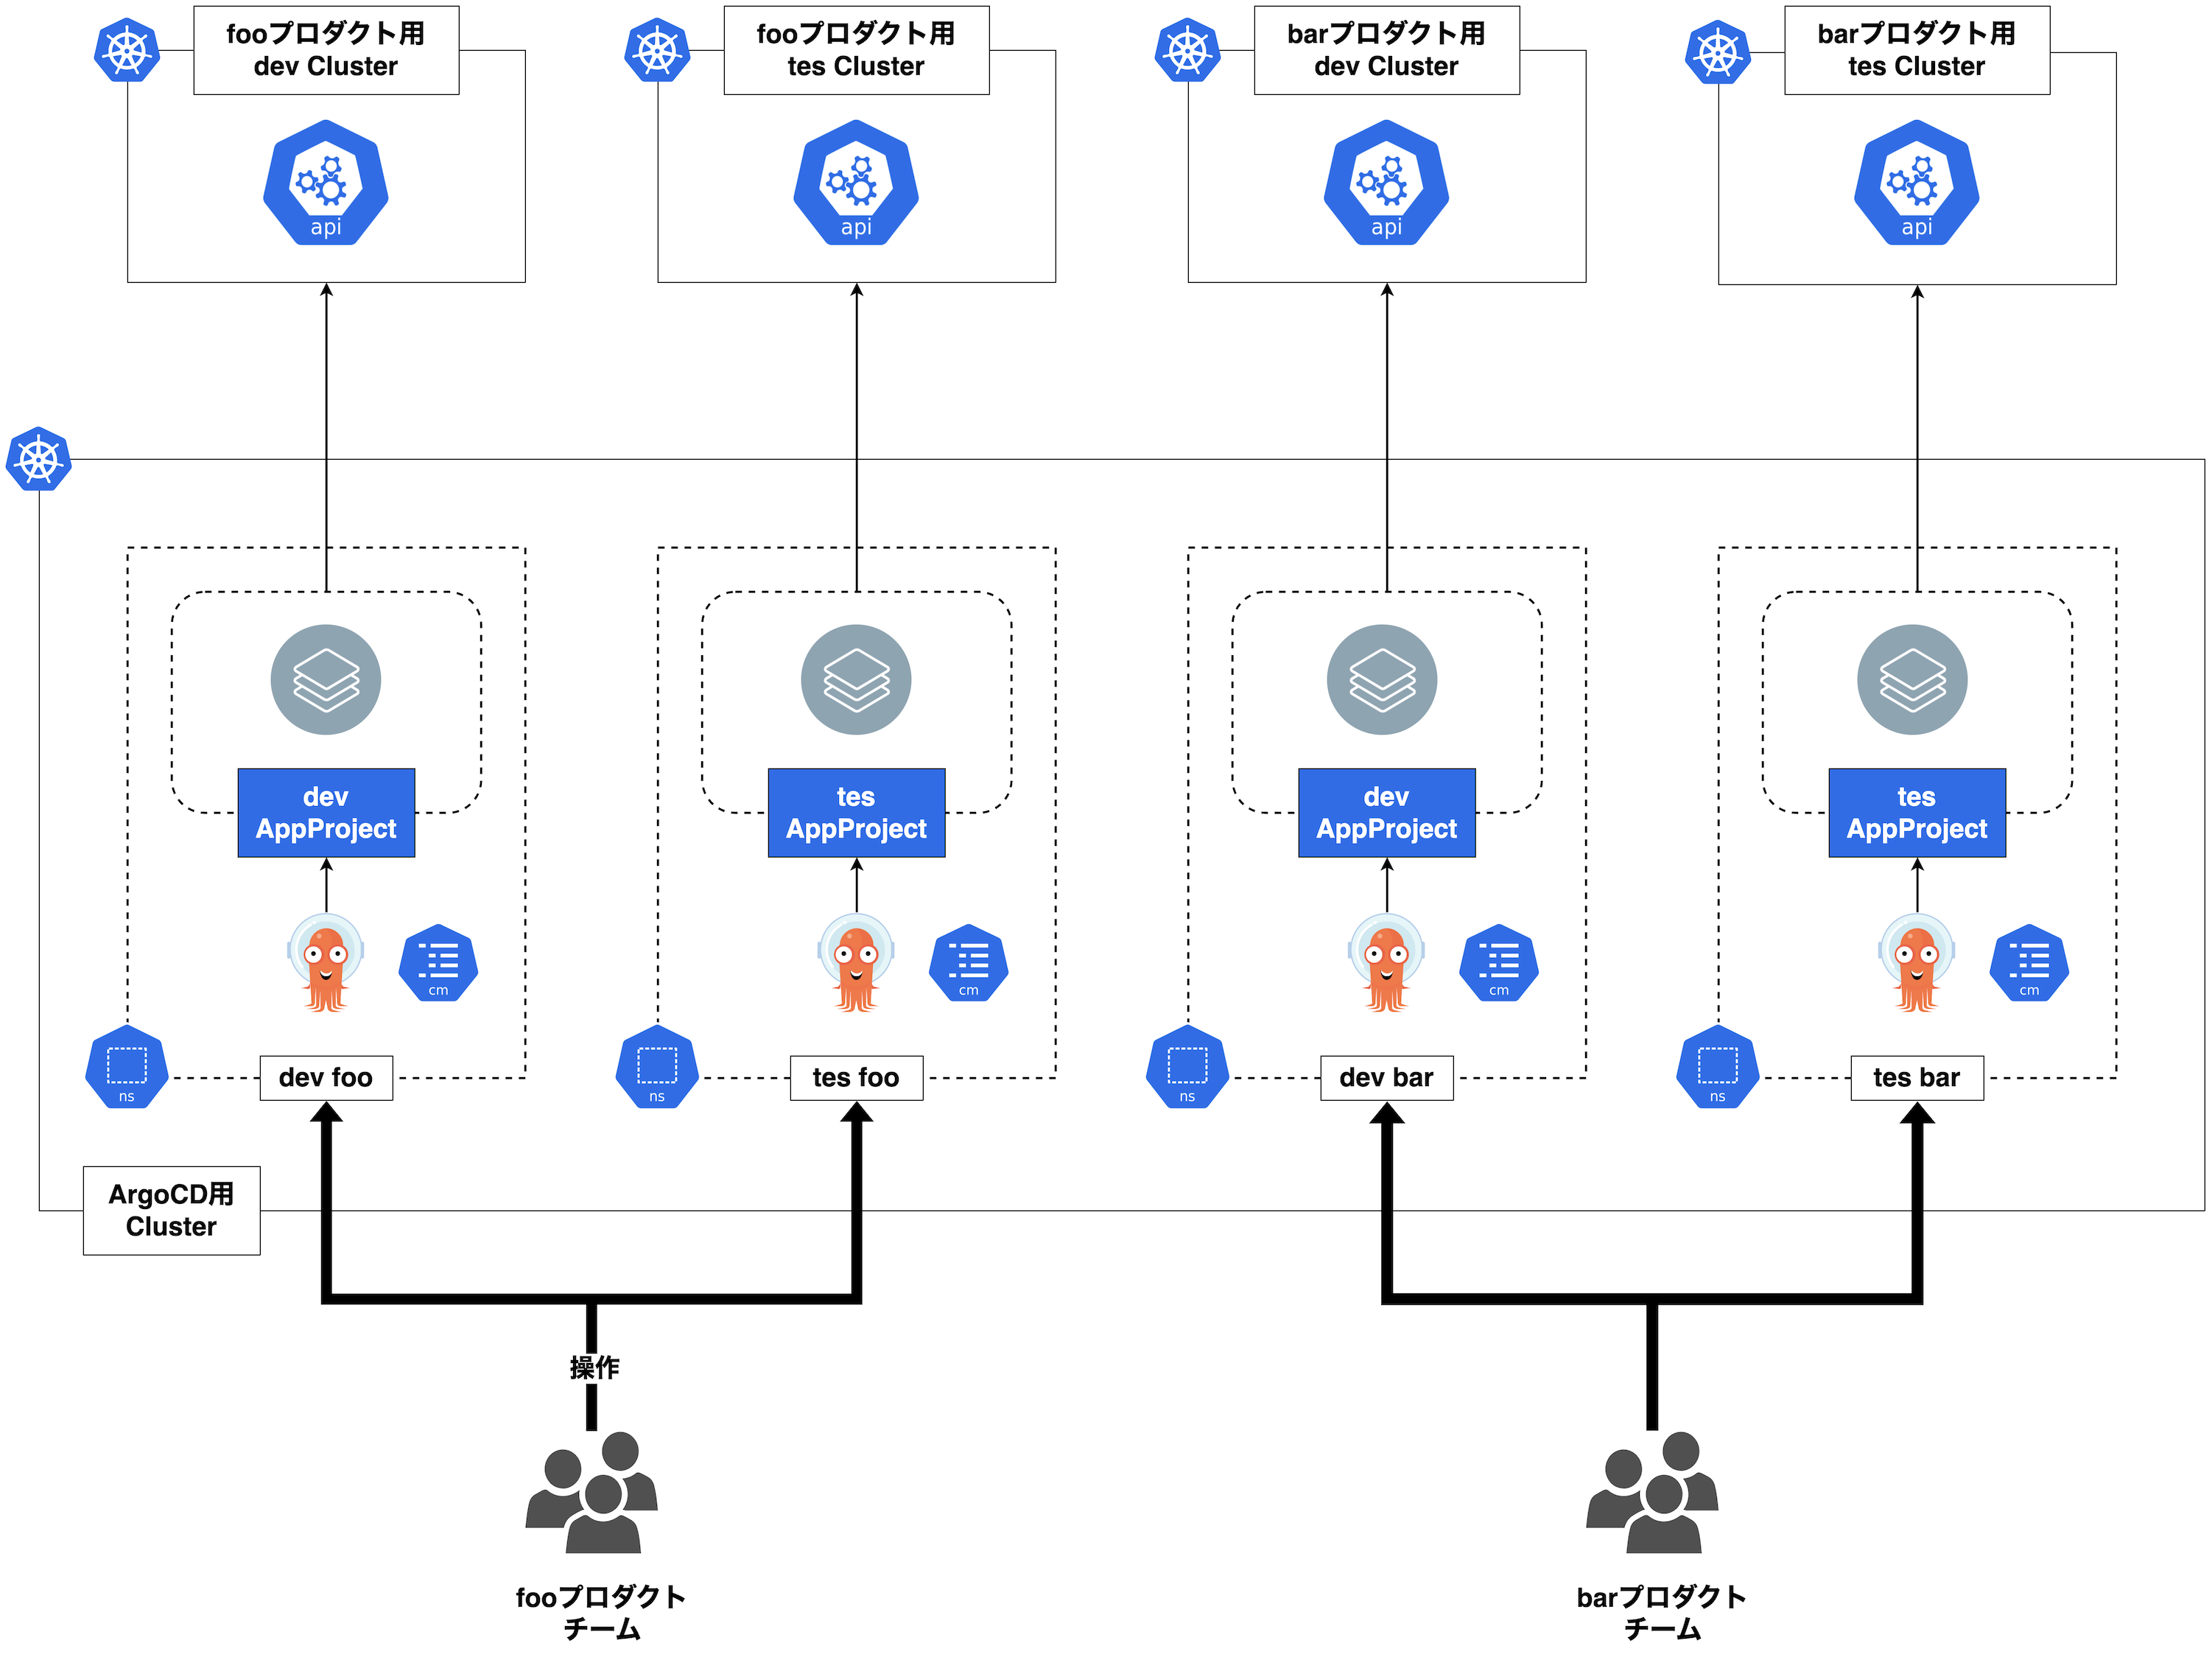 fooプロダクト用
dev Cluster
fooプロダクト用
tes Cluster
barプロダクト用
dev Cluster
barプロダクト用
tes Cluster
api
api
api
api
dev
AppProject
tes
AppProject
dev
AppProject
tes
AppProject
cm
cm
cm
cm
ns
dev foo
ns
tes foo
ns
dev bar
ns
tes bar
ArgoCD用
Cluster
操作
fooプロダクト
チーム
barプロダクト
チーム